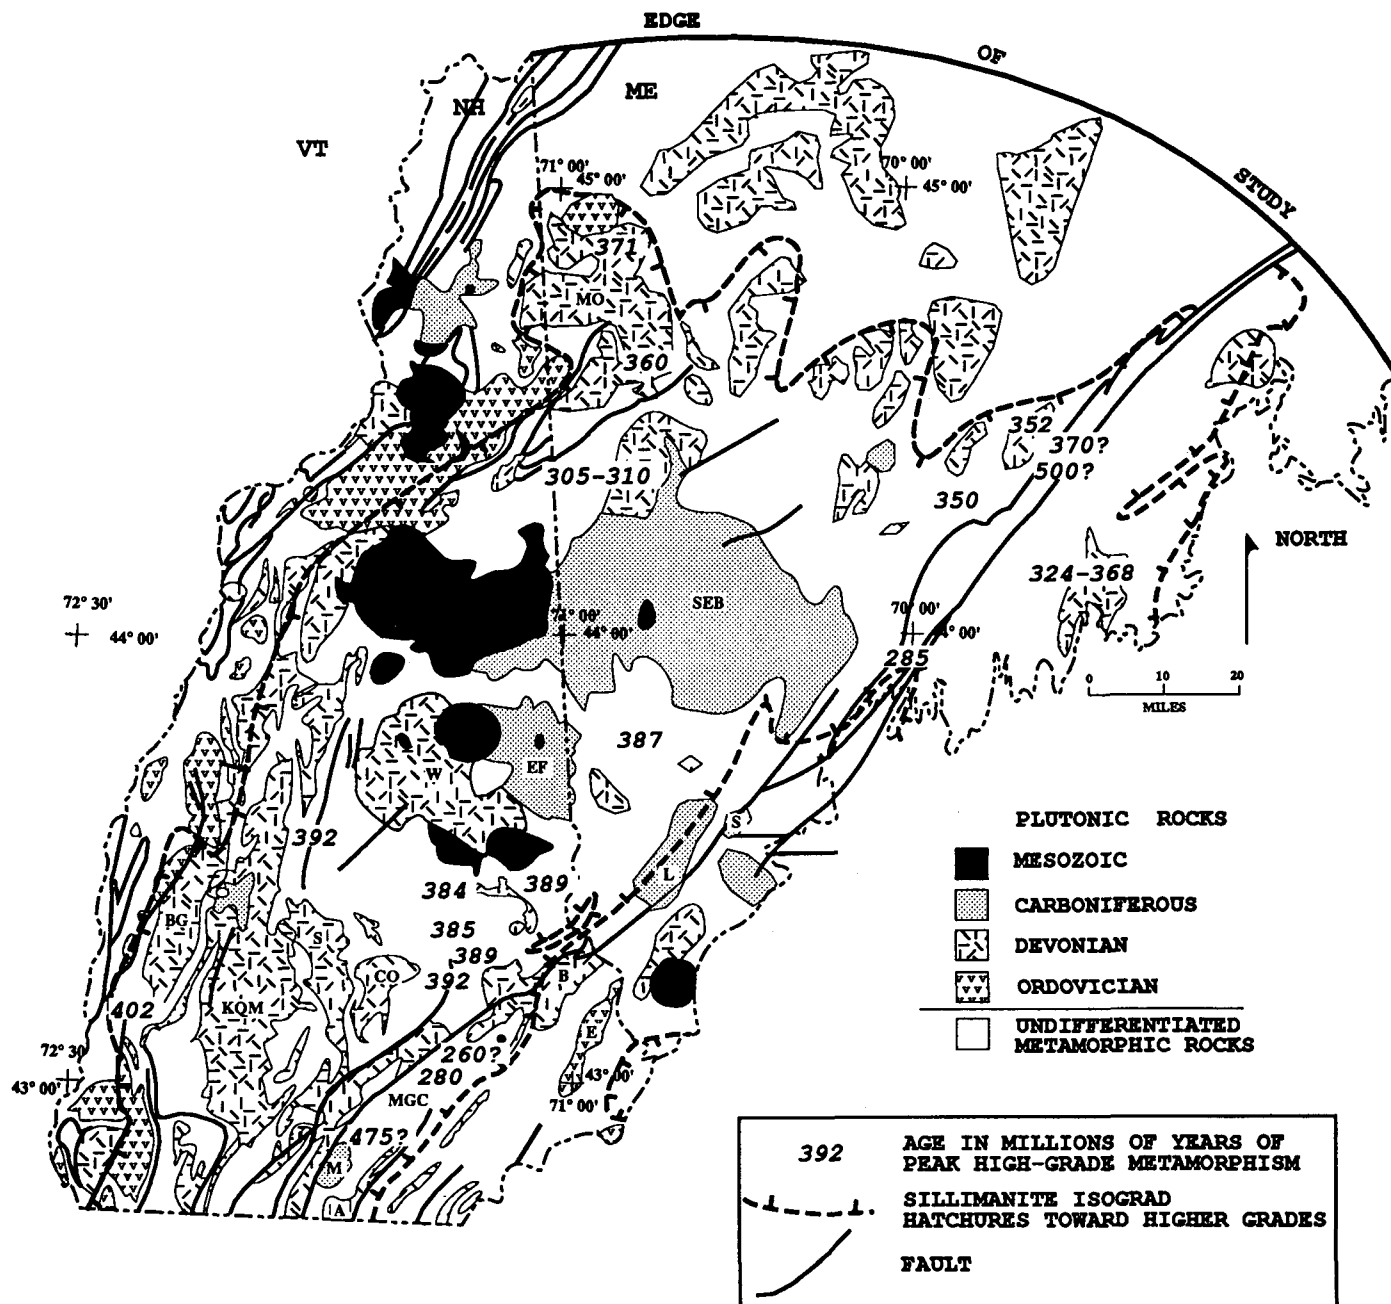 EDGE
OF
STUDY
NH
ME
VT
71° 00'
45° 00'
70° 00'
45° 00'
371
MO
360
352
370?
500?
305-310
350
NORTH
324-368
72° 30'
44° 00'
SEB
71° 00'
44° 00'
70° 00'
44° 00'
285
0 10 20
MILES
387
W
EF
392
S
L
384
389
BG
S
385
389
CO
392
B
402
KQM
E
260?
280
72° 30
43° 00'
43° 00'
71° 00'
MGC
475?
M
A
PLUTONIC ROCKS
MESOZOIC
CARBONIFEROUS
DEVONIAN
ORDOVICIAN
UNDIFFERENTIATED
METAMORPHIC ROCKS
392
AGE IN MILLIONS OF YEARS OF
PEAK HIGH-GRADE METAMORPHISM
SILLIMANITE ISOGRAD
HATCHURES TOWARD HIGHER GRADES
FAULT